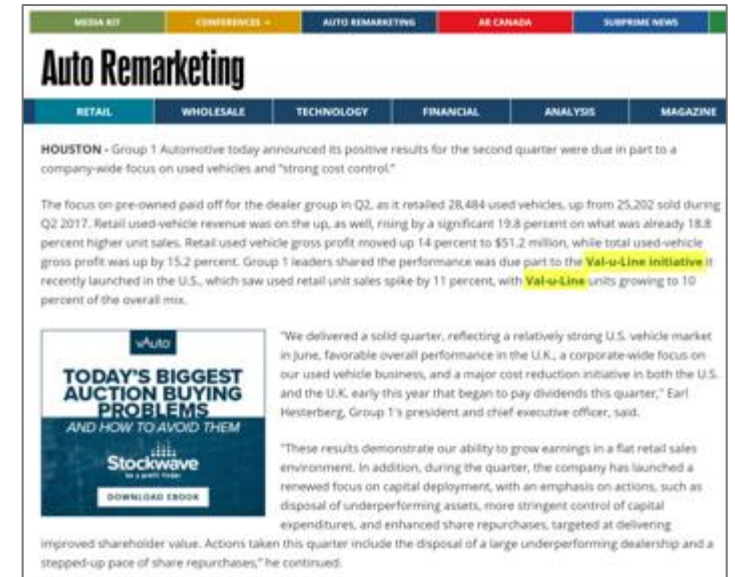 MEDIA KIT
CONFERENCES
AUTO REMARKETING
AR CANADA
SUBPRIME NEWS
Auto Remarketing
RETAIL
WHOLESALE
TECHNOLOGY
FINANCIAL
ANALYSIS
MAGAZINE
HOUSTON - Group 1 Automotive today announced its positive results for the second quarter were due in part to a
company-wide focus on used vehicles and "strong cost control."
The focus on pre-owned paid off for the dealer group in Q2, as it retailed 28,484 used vehicles, up from 25,202 sold during
Q2 2017. Retail used-vehicle revenue was on the up, as well, rising by a significant 19.8 percent on what was already 18.8
percent higher unit sales. Retail used vehicle gross profit moved up 14 percent to $51.2 million, while total used-vehicle
gross profit was up by 15.2 percent. Group 1 leaders shared the performance was due part to the Val-u-Line initiative it
recently launched in the U.S., which saw used retail unit sales spike by 11 percent, with Val-u-Line units growing to 10
percent of the overall mix.
vAuto
TODAY'S BIGGEST
AUCTION BUYING
PROBLEMS
AND HOW TO AVOID THEM
Stockwave
DOWNLOAD EBOOK
"We delivered a solid quarter, reflecting a relatively strong U.S. vehicle market
in June, favorable overall performance in the U.K., a corporate-wide focus on
our used vehicle business, and a major cost reduction initiative in both the U.S.
and the U.K. early this year that began to pay dividends this quarter," Earl
Hesterberg, Group 1's president and chief executive officer, said.
"These results demonstrate our ability to grow earnings in a flat retail sales
environment. In addition, during the quarter, the company has launched a
renewed focus on capital deployment, with an emphasis on actions, such as
disposal of underperforming assets, more stringent control of capital
expenditures, and enhanced share repurchases, targeted at delivering
improved shareholder value. Actions taken this quarter include the disposal of a large underperforming dealership and a
stepped-up pace of share repurchases," he continued.